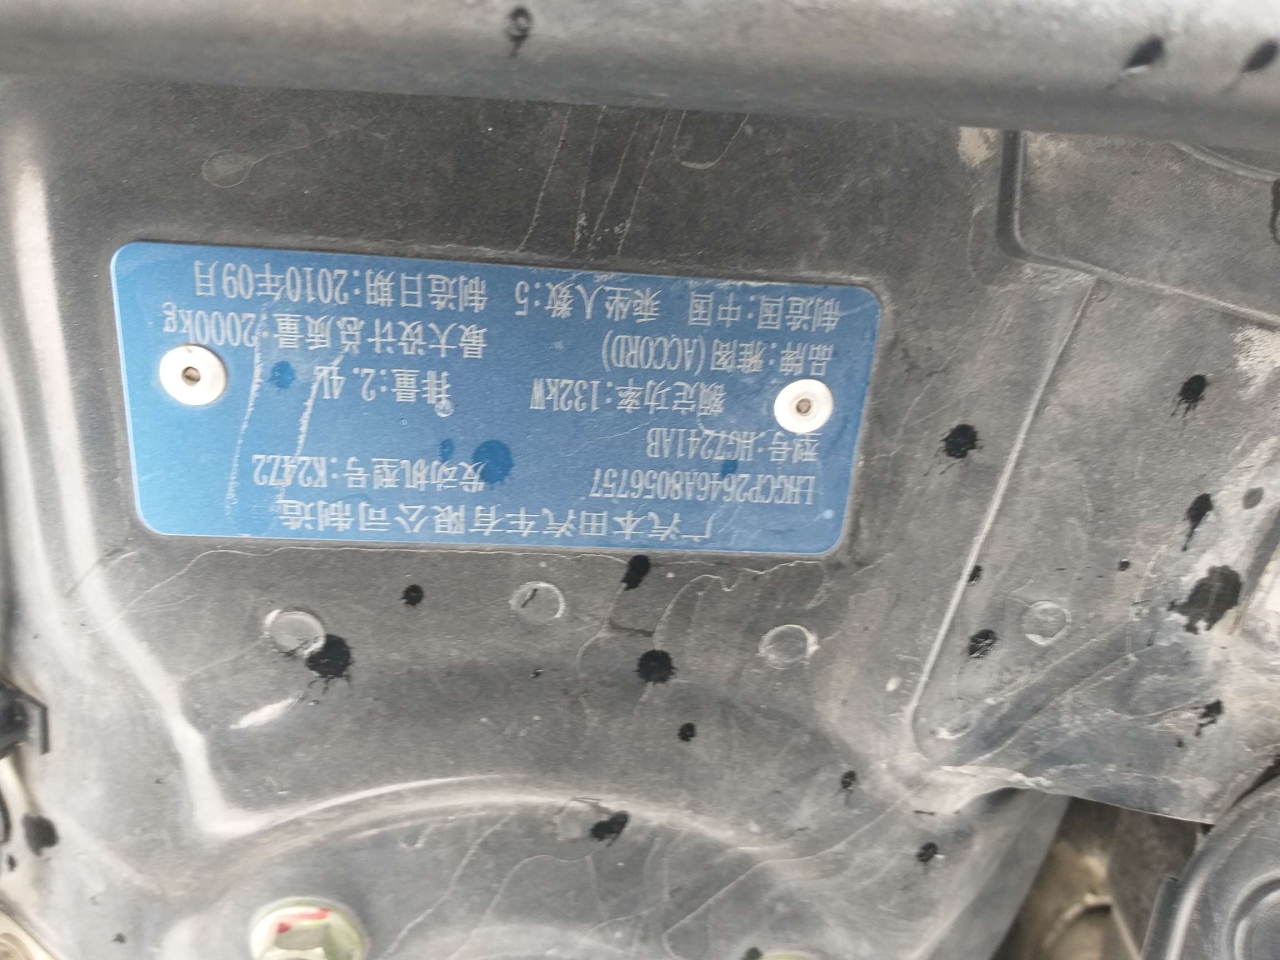 广汽本田汽车有限公司制造
LHGCP2646A8056757 发动机型号:K24Z2
型号:HG7241AB
额定功率:132kW 排量:2.4L
品牌:雅阁(ACCORD) 最大设计总质量:2000kg
制造国:中国 乘坐人数:5 制造日期:2010年09月